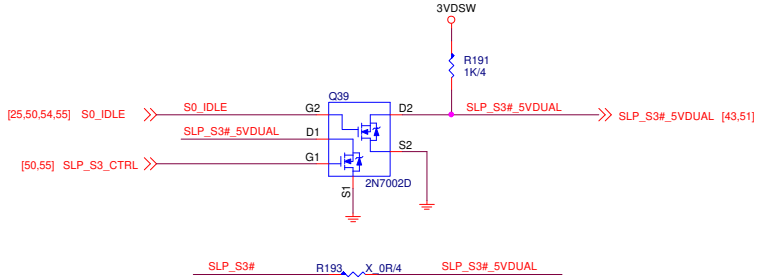 3VDSW
R191
1K/4
Q39
[25,50,54,55] S0_IDLE
S0_IDLE
G2
D2
SLP_S3#_5VDUAL
SLP_S3#_5VDUAL [43,51]
SLP_S3#_5VDUAL
D1
S2
[50,55] SLP_S3_CTRL
G1
2N7002D
S1
SLP_S3#
R193
X_0R/4
SLP_S3#_5VDUAL